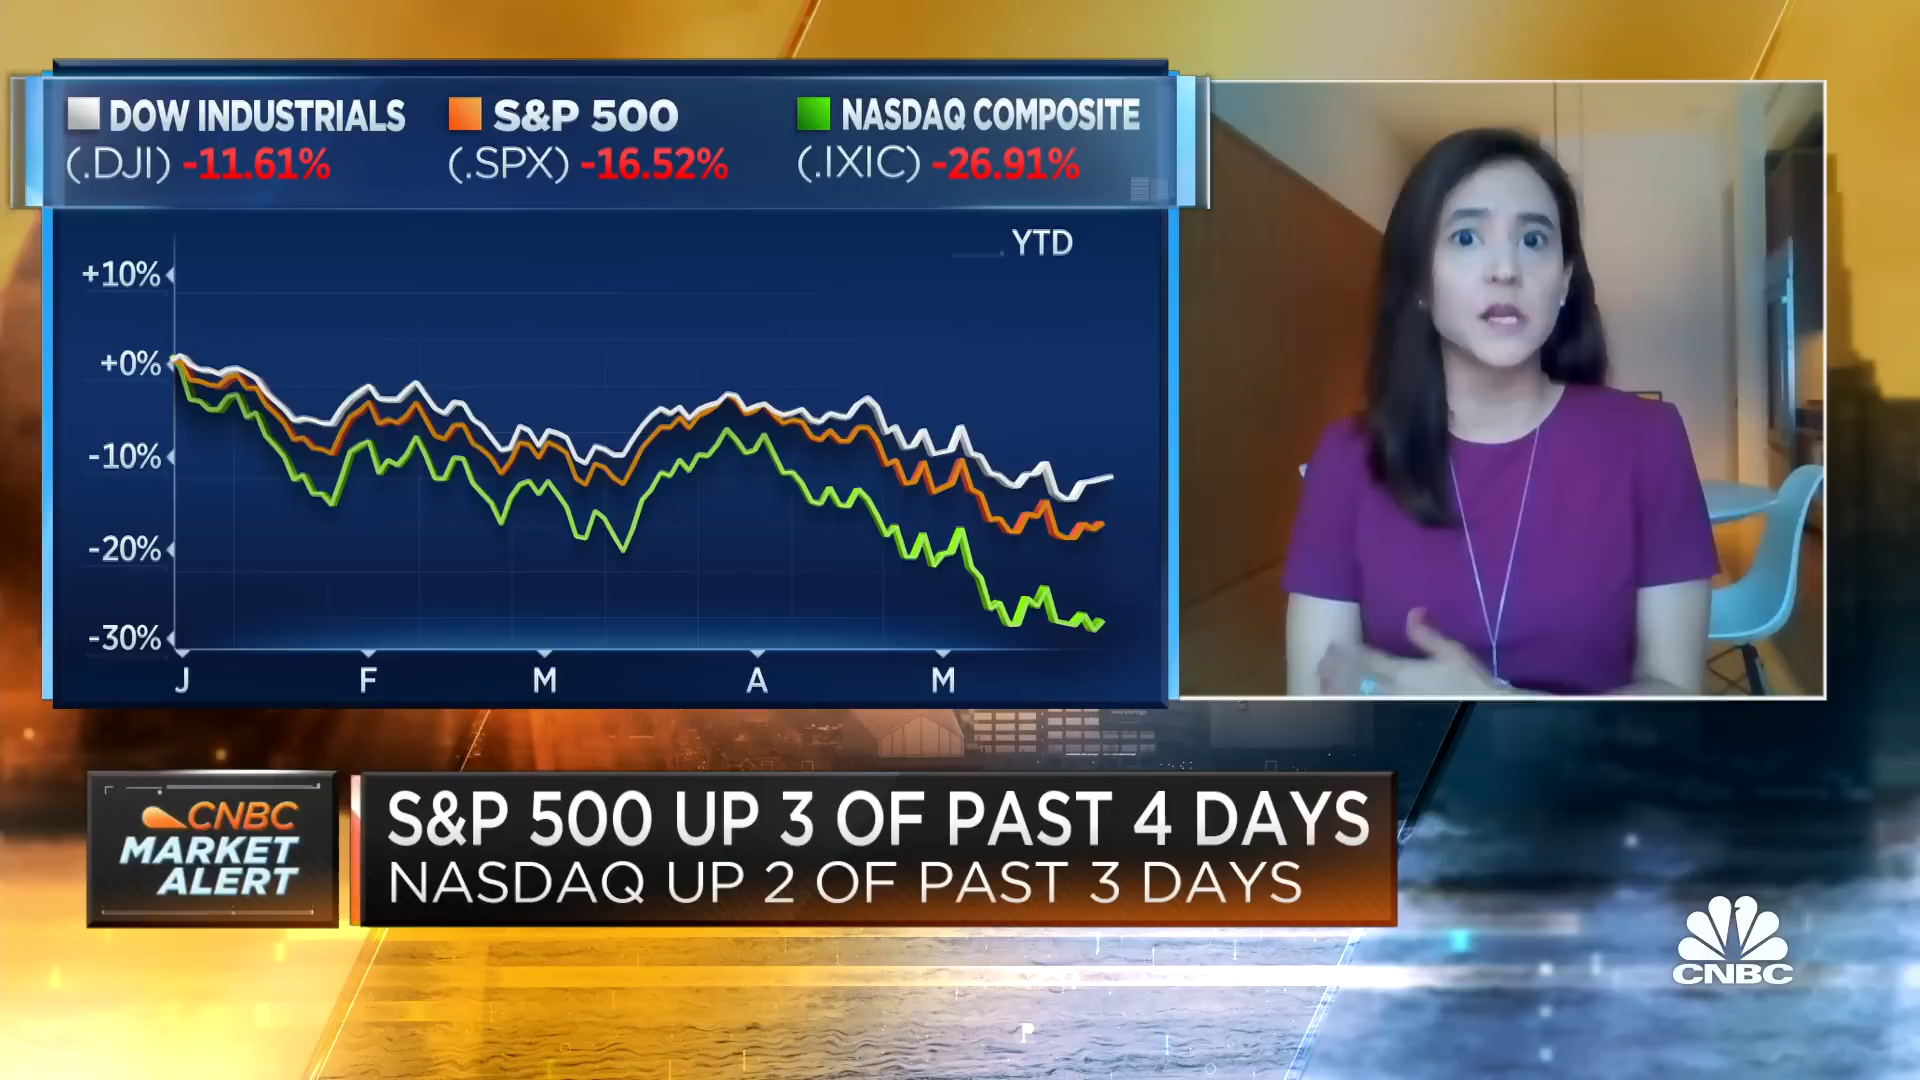 DOW INDUSTRIALS
(.DJI) -11.61%
S&P 500
(.SPX) -16.52%
NASDAQ COMPOSITE
(.IXIC) -26.91%
YTD
+10%
+0%
-10%
-20%
-30%
J F M A M
CNBC
MARKET
ALERT
S&P 500 UP 3 OF PAST 4 DAYS
NASDAQ UP 2 OF PAST 3 DAYS
CNBC